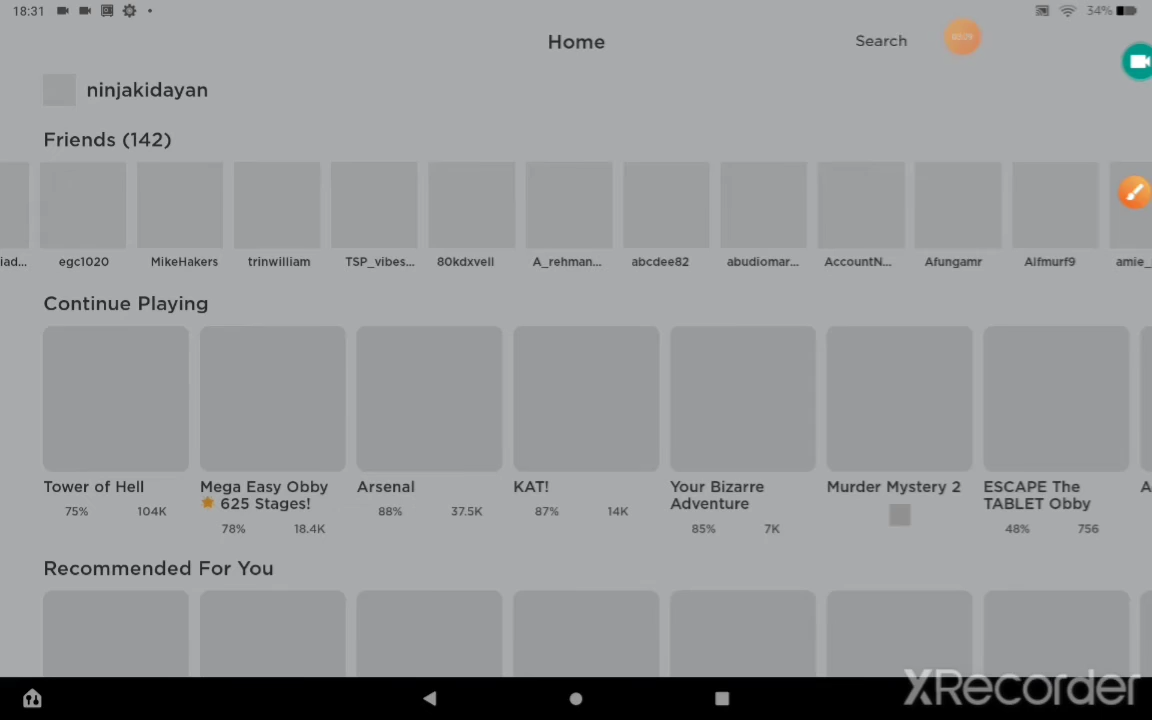 18:31 34%
Home Search 03:29
ninjakidayan
Friends (142)
iad... egc1020 MikeHakers trinwilliam TSP_vibes... 80kdxvell A_rehman... abcdee82 abudiomar... AccountN... Afungamr Alfmurf9 amie_
Continue Playing
Tower of Hell Mega Easy Obby Arsenal KAT! Your Bizarre Murder Mystery 2 ESCAPE The A
⭐ 625 Stages! Adventure TABLET Obby
75% 104K 88% 37.5K 87% 14K
78% 18.4K 85% 7K 48% 756
Recommended For You
XRecorder